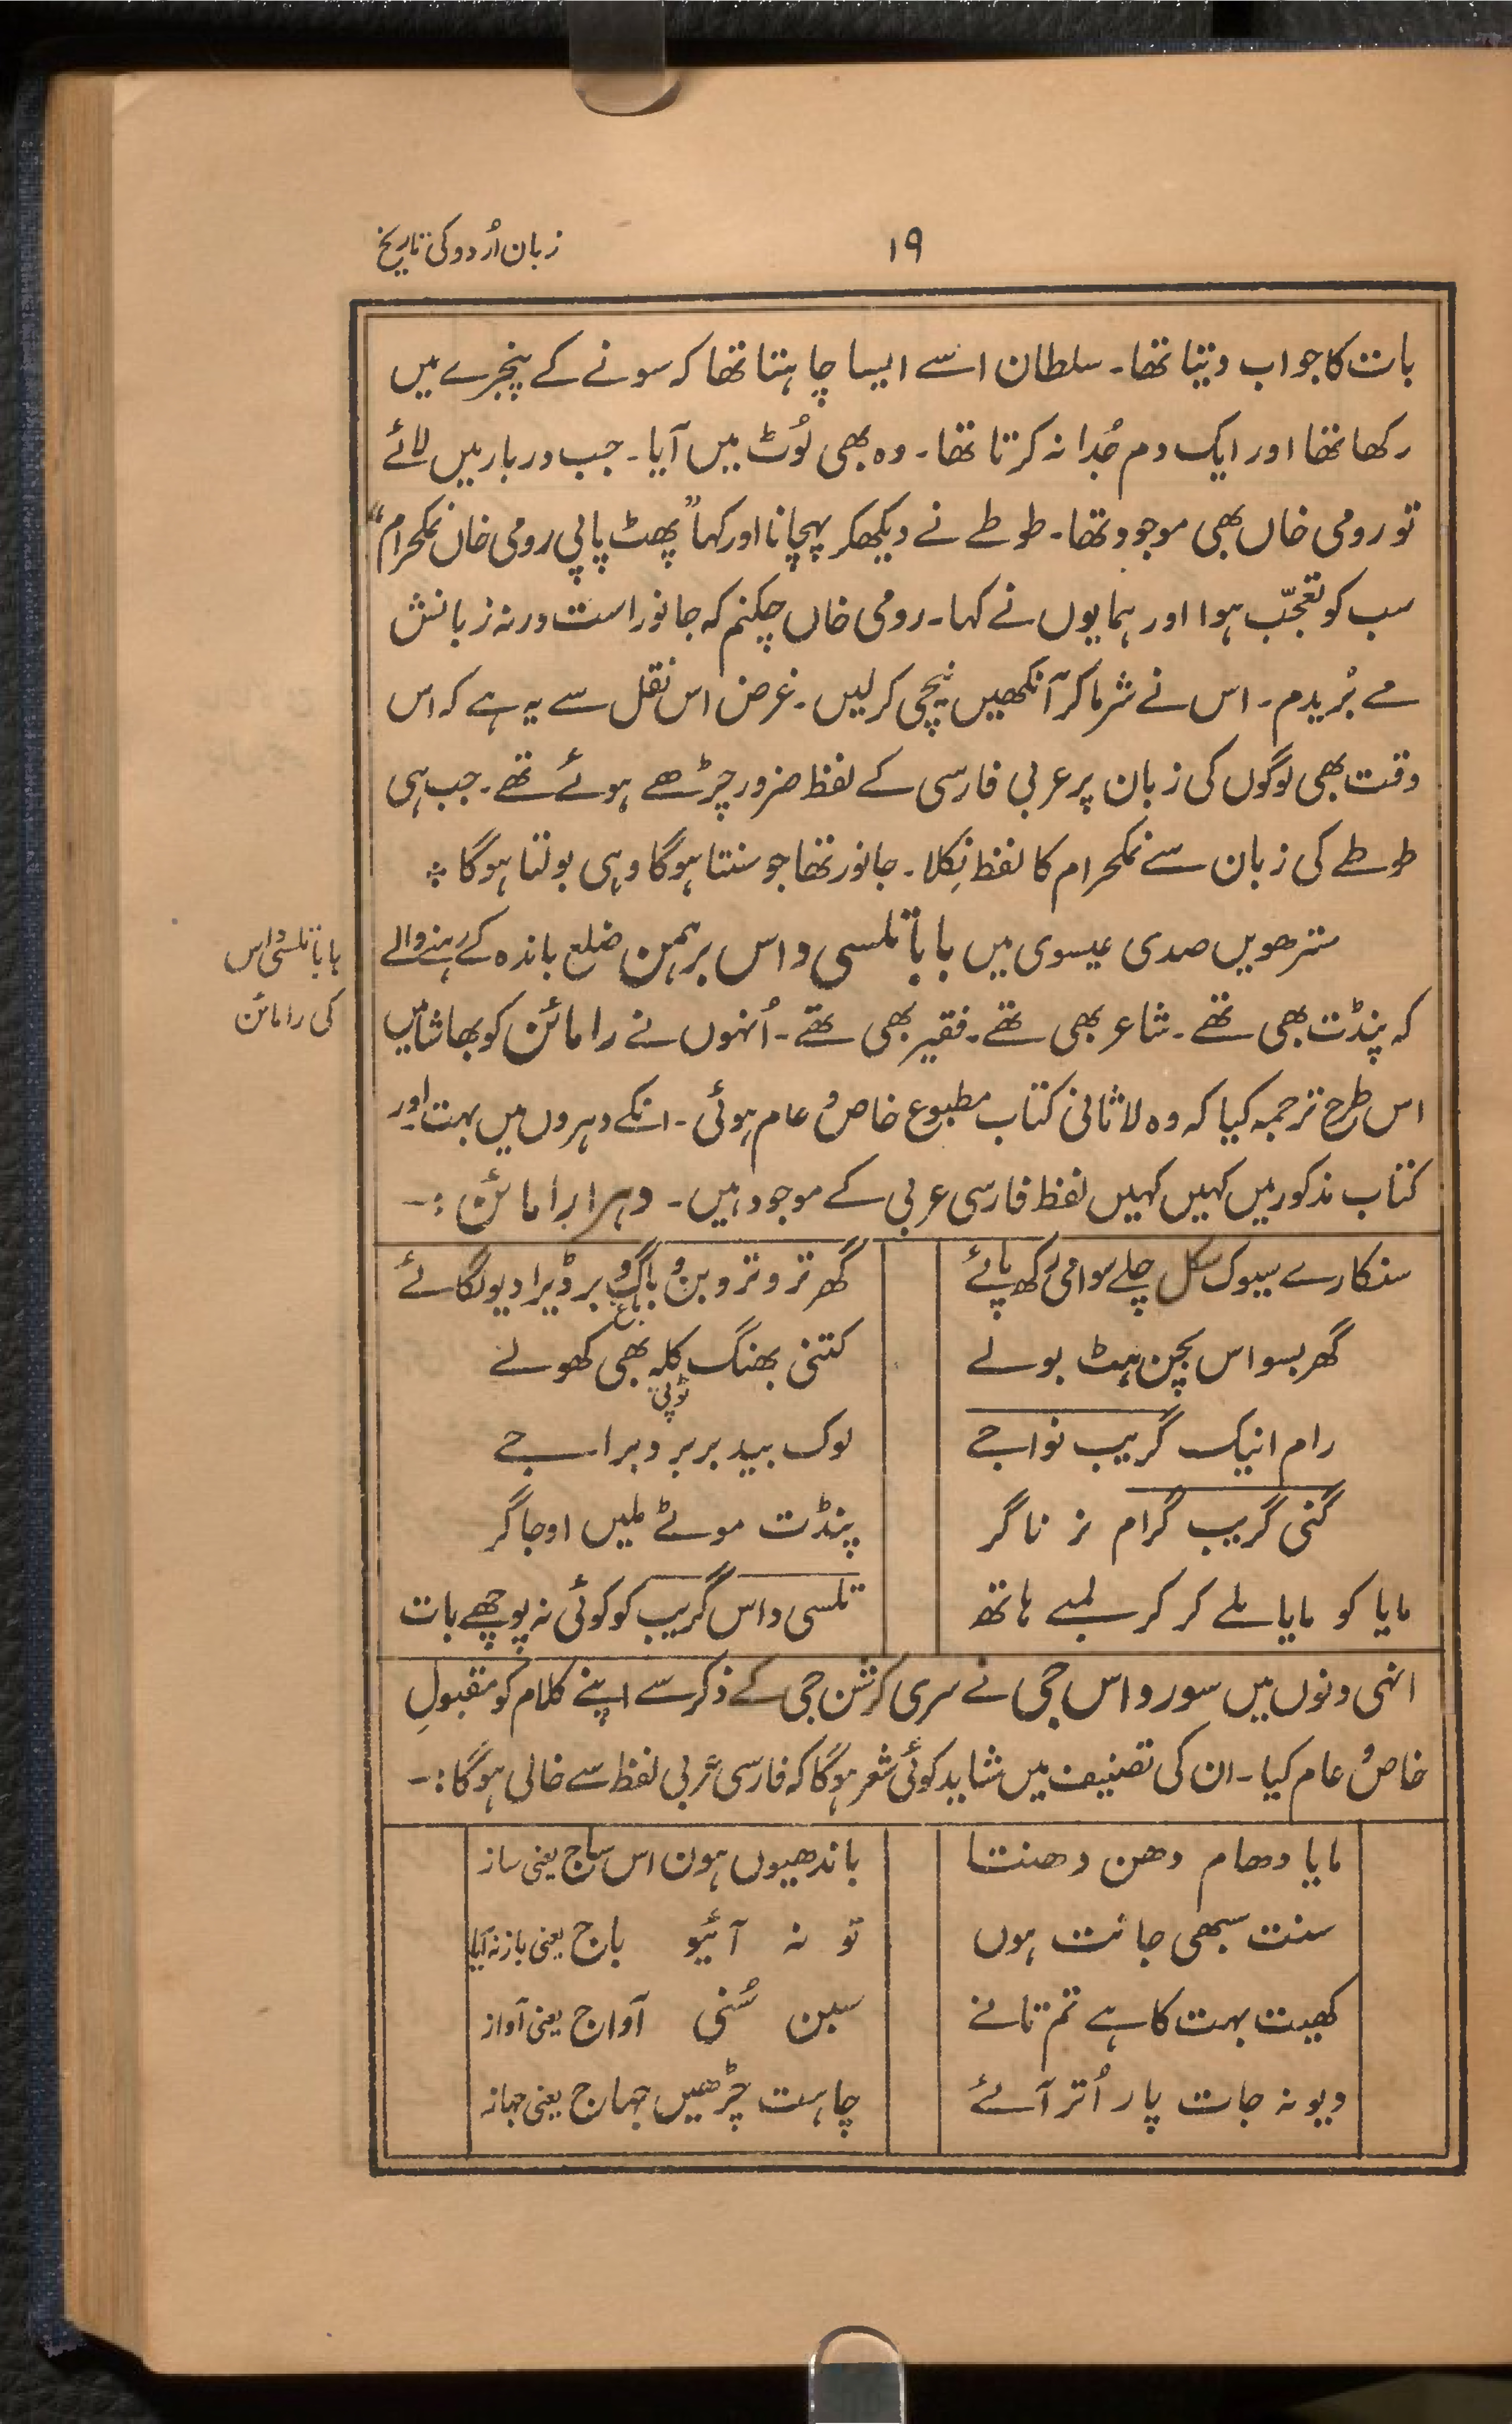 ۱۹
زبان اُردو کی تاریخ
بات کا جواب دیتا تھا۔ سلطان اسے ایسا چاہتا تھا کہ سونے کے پنجرے میں
رکھا تھا اور ایک دم جُدا نہ کرتا تھا۔ وہ بھی لُوٹ میں آیا۔ جب دربار میں لائے
تو رومی خاں بھی موجود تھا۔ طوطے نے دیکھکر پہچانا اور کہا ”پھٹ پاپی رومی خاں نمکحرام“
سب کو تعجّب ہوا اور ہمایوں نے کہا۔ رومی خاں چکنم کہ جانور است ورنہ زبانش
مے بُریدم۔ اس نے شرما کر آنکھیں نیچی کر لیں۔ غرض اس نقل سے یہ ہے کہ اس
وقت بھی لوگوں کی زبان پر عربی فارسی کے لفظ ضرور چڑھے ہوئے تھے۔ جب ہی
طوطے کی زبان سے نمکحرام کا لفظ نِکلا۔ جانور تھا جو سنتا ہوگا وہی بولتا ہوگا ⁂
سترھویں صدی عیسوی میں بابا تلسی داس برہمن ضلع باندہ کے رہنے والے
بابا تلسی داس
کی رامائن
کہ پنڈت بھی تھے۔ شاعر بھی تھے۔ فقیر بھی تھے۔ اُنہوں نے رامائن کو بھاشا میں
اس طرح ترجمہ کیا کہ وہ لاثانی کتاب مطبوع خاص و عام ہوئی۔ انکے دہروں میں بہت اور
کتاب مذکور میں کہیں کہیں لفظ فارسی عربی کے موجود ہیں۔ دہرا رامائن :۔
سنکارے سیوک سکل چلے سوامی رکھ پائے گھر تر و تر و بن و باگ و بر ڈیرا دیو لگائے
باغ
گھر بسو اس بچن ہٹ بولے کتنی بھنگ کلہ بھی کھولے
ٹوپی
رام انیک گریب نواجے لوک بید بر بر دبراجے
گنی گریب گرام نر ناگر پنڈت موٹے ملیں اوجاگر
مایا کو مایا ملے کر کر لمبے ہاتھ تلسی داس گریب کو کوئی نہ پوچھے بات
انہی دنوں میں سورداس جی نے سری کرشن جی کے ذکر سے اپنے کلام کو مقبولِ
خاص و عام کیا۔ ان کی تصنیف میں شاید کوئی شعر ہوگا کہ فارسی عربی لفظ سے خالی ہوگا :۔
مایا دھام دھن دھنتا باندھیوں ہون اس ساج یعنی ساز
سنت سبھی جانت ہوں تو نہ آئیو باج یعنی باز نہ آیا
کھیت بہت کاہے تم تانے سبن سُنی آواج یعنی آواز
دیو نہ جات پار اُتر آئے چاہت چڑھیں جہاج یعنی جہاز